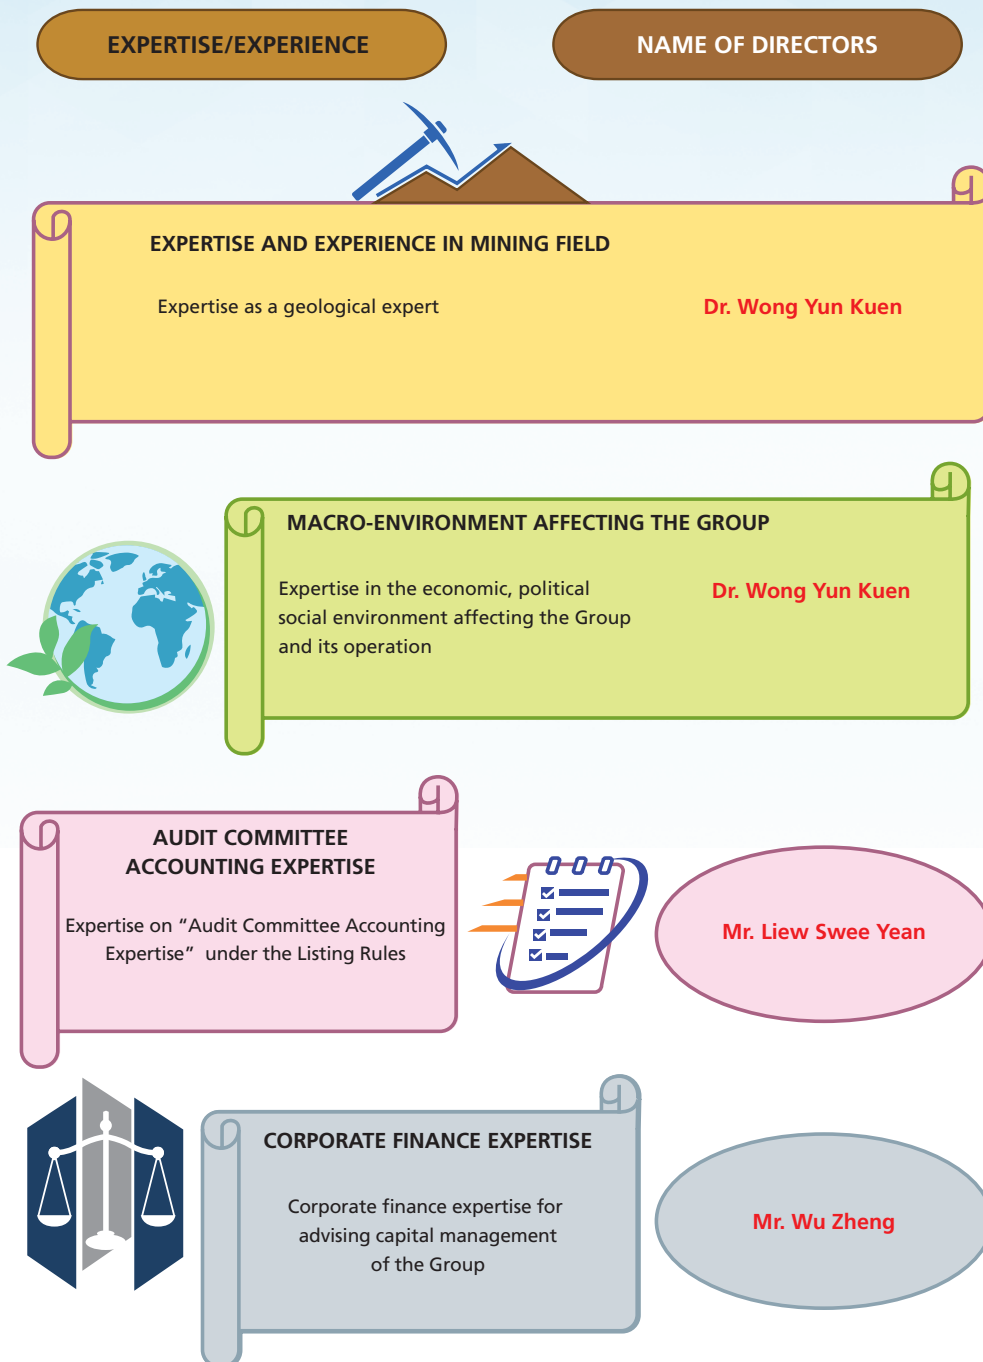 EXPERTISE/EXPERIENCE
NAME OF DIRECTORS
EXPERTISE AND EXPERIENCE IN MINING FIELD
Expertise as a geological expert
Dr. Wong Yun Kuen
MACRO-ENVIRONMENT AFFECTING THE GROUP
Expertise in the economic, political
social environment affecting the Group
and its operation
Dr. Wong Yun Kuen
AUDIT COMMITTEE
ACCOUNTING EXPERTISE
Expertise on “Audit Committee Accounting
Expertise” under the Listing Rules
Mr. Liew Swee Yean
CORPORATE FINANCE EXPERTISE
Corporate finance expertise for
advising capital management
of the Group
Mr. Wu Zheng